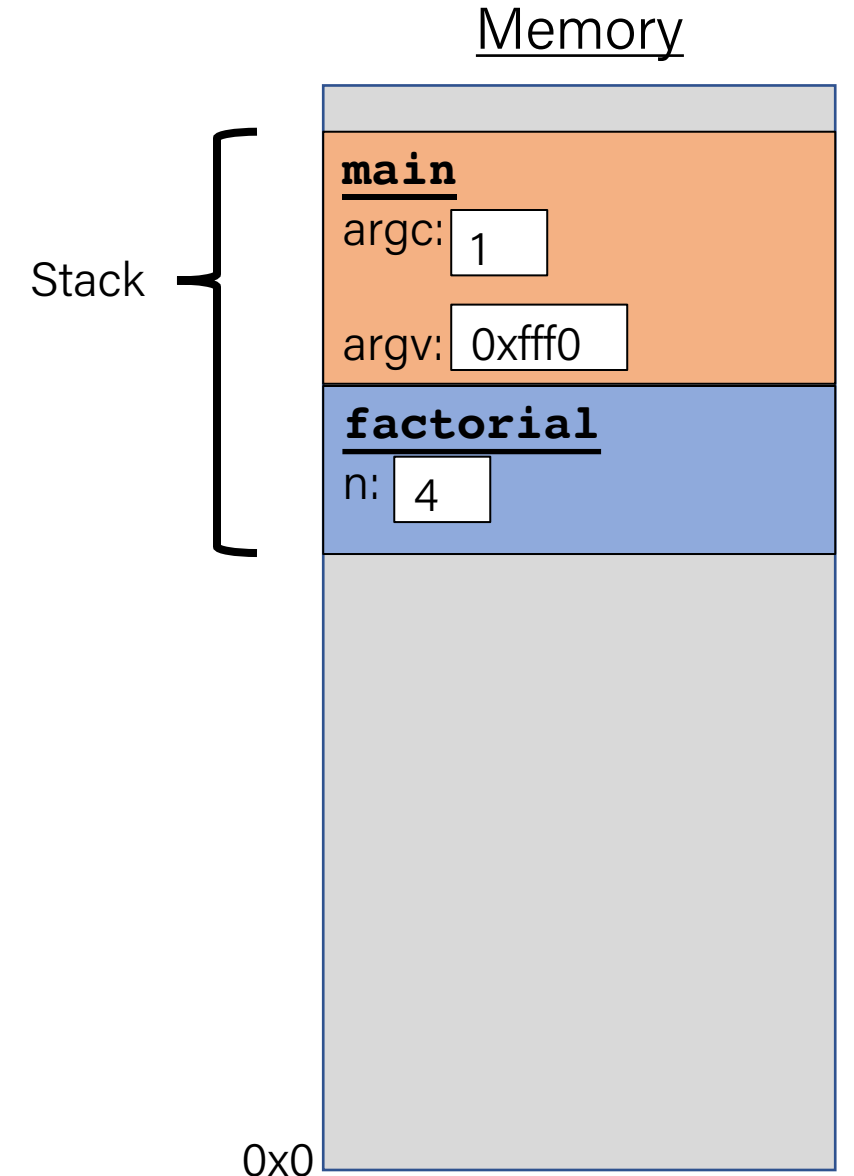 Memory
main
argc: 1
Stack
argv: 0xfff0
factorial
n: 4
0x0